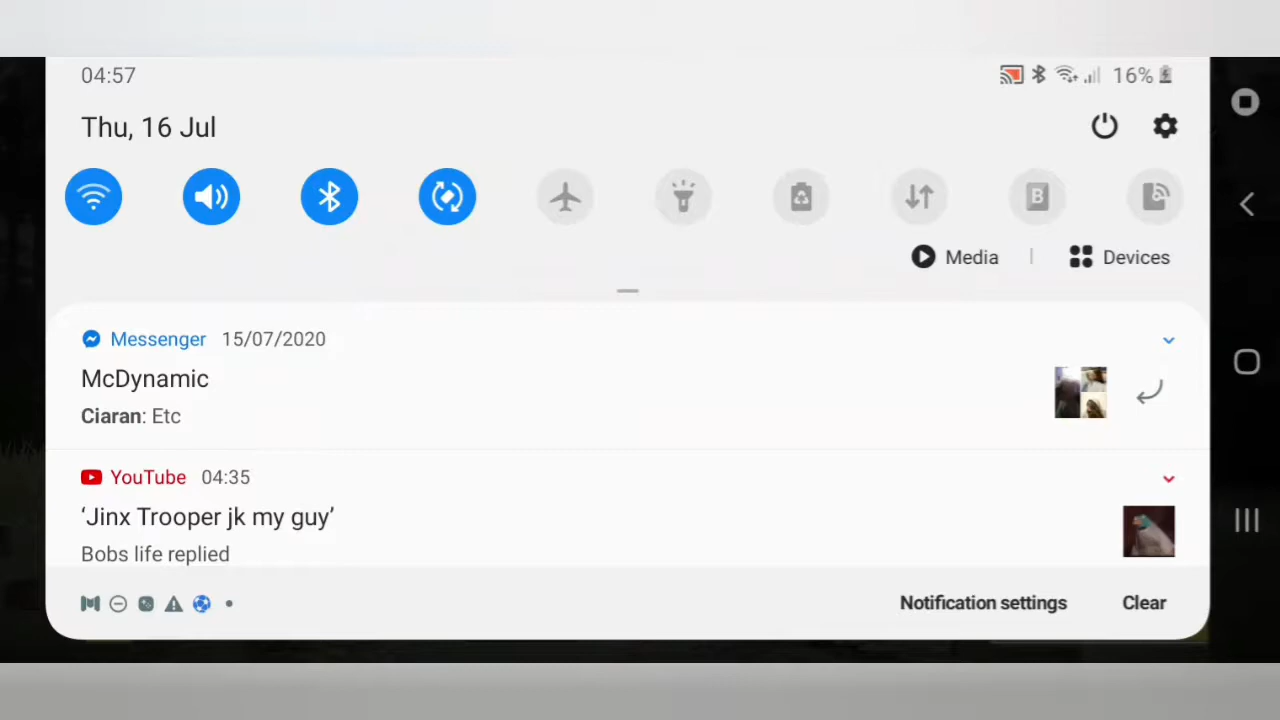 04:57
16%
Thu, 16 Jul
B
Media
Devices
Messenger 15/07/2020
McDynamic
Ciaran: Etc
YouTube 04:35
‘Jinx Trooper jk my guy’
Bobs life replied
Notification settings
Clear